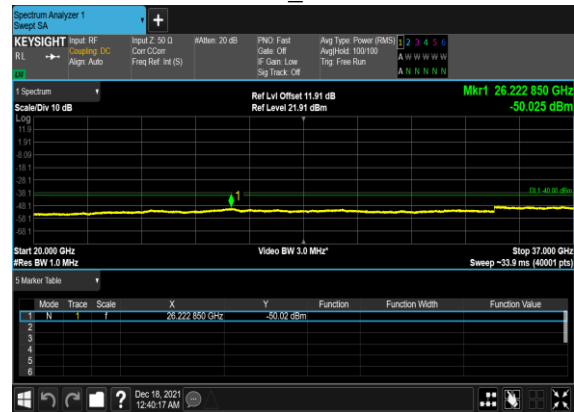 Spectrum Analyzer 1
Swept SA
+
KEYSIGHT Input: RF Input Z: 50 Ω #Atten: 20 dB PNO: Fast Avg Type: Power (RMS) 1 2 3 4 5 6
RL Coupling: DC Corr CCorr Gate: Off Avg|Hold: 100/100 A W W W W W
Align: Auto Freq Ref: Int (S) IF Gain: Low Trig: Free Run
Sig Track: Off A N N N N N
1 Spectrum Ref Lvl Offset 11.91 dB Mkr1 26.222 850 GHz
Scale/Div 10 dB Ref Level 21.91 dBm -50.025 dBm
Log
11.9
1.91
-8.09
-18.1
-28.1
-38.1 1 DL1 -40.00 dBm
-48.1
-58.1
-68.1
Start 20.000 GHz Video BW 3.0 MHz* Stop 37.000 GHz
#Res BW 1.0 MHz Sweep ~33.9 ms (40001 pts)
5 Marker Table
Mode Trace Scale X Y Function Function Width Function Value
1 N 1 f 26.222 850 GHz -50.02 dBm
2
3
4
5
6
? Dec 18, 2021
12:40:17 AM